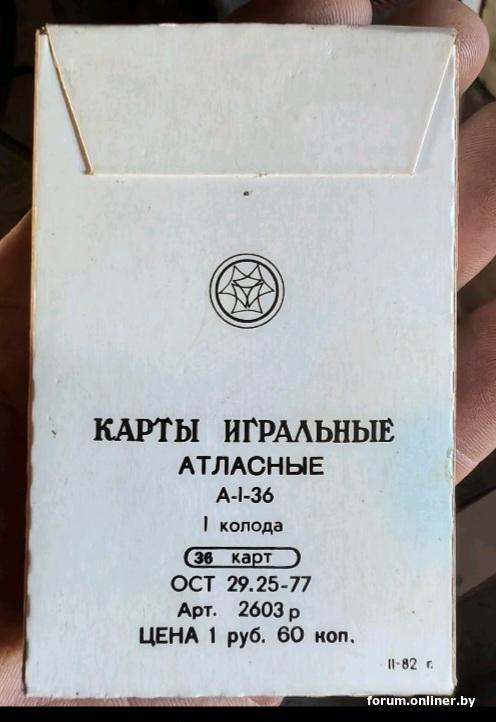 КАРТЫ ИГРАЛЬНЫЕ
АТЛАСНЫЕ
А-I-36
I колода
36 карт
ОСТ 29.25-77
Арт. 2603 р
ЦЕНА 1 руб. 60 коп.
II-82 г.
forum.onliner.by